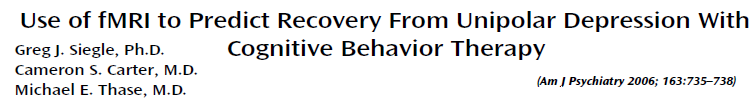 Use of fMRI to Predict Recovery From Unipolar Depression With
Cognitive Behavior Therapy
Greg J. Siegle, Ph.D.
Cameron S. Carter, M.D.
Michael E. Thase, M.D.
(Am J Psychiatry 2006; 163:735–738)